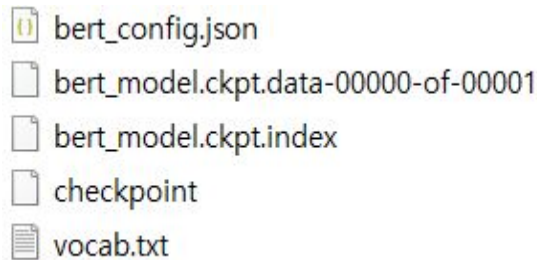 bert_config.json
bert_model.ckpt.data-00000-of-00001
bert_model.ckpt.index
checkpoint
vocab.txt